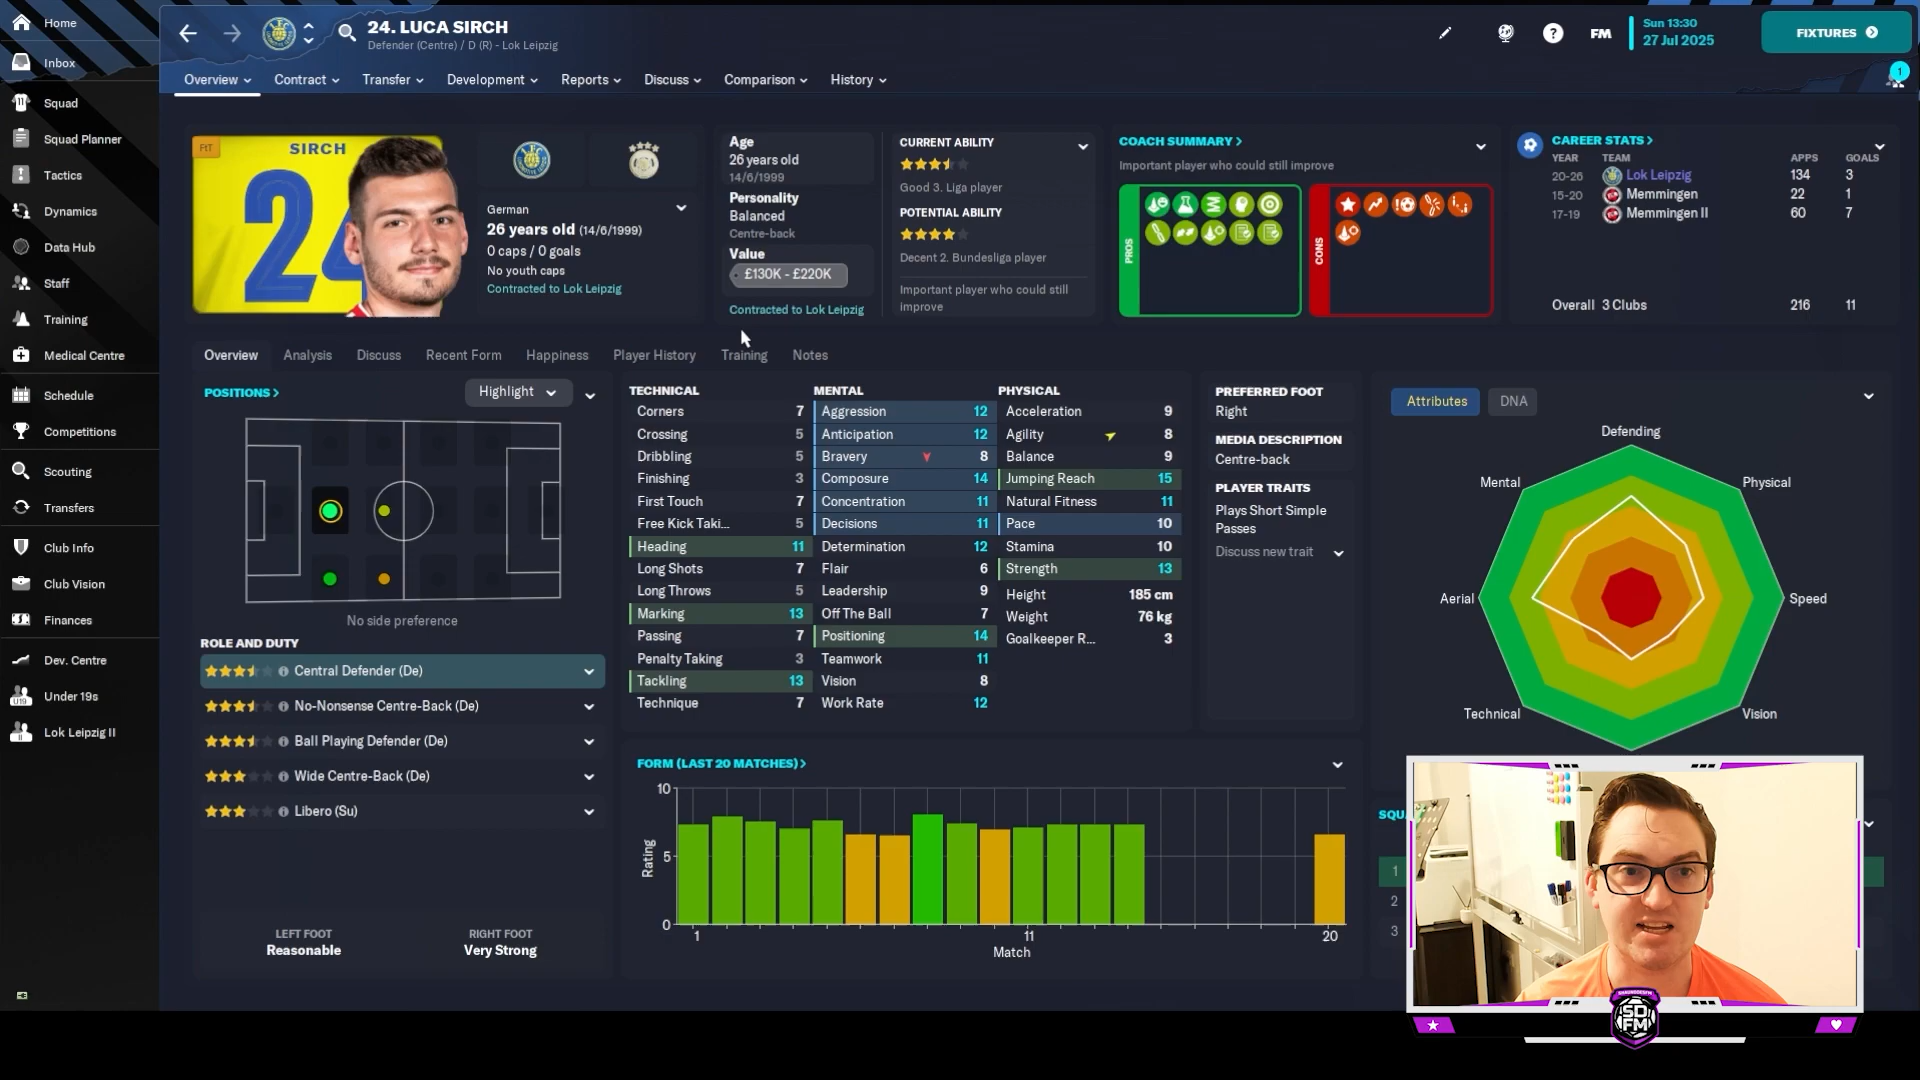 Home
Inbox
Squad
Squad Planner
Tactics
Dynamics
Data Hub
Staff
Training
Medical Centre
Schedule
Competitions
Scouting
Transfers
Club Info
Club Vision
Finances
Dev. Centre
Under 19s
Lok Leipzig II
24. LUCA SIRCH
Defender (Centre) / D (R) - Lok Leipzig
?
FM
Sun 13:30
27 Jul 2025
FIXTURES
1
Overview Contract Transfer Development Reports Discuss Comparison History
SIRCH
24
German
26 years old (14/6/1999)
0 caps / 0 goals
No youth caps
Contracted to Lok Leipzig
Age
26 years old
14/6/1999
Personality
Balanced
Centre-back
Value
£130K - £220K
Contracted to Lok Leipzig
CURRENT ABILITY
Good 3. Liga player
POTENTIAL ABILITY
Decent 2. Bundesliga player
Important player who could still
improve
COACH SUMMARY >
Important player who could still improve
PROS
CONS
CAREER STATS >
YEAR TEAM APPS GOALS
20-26 Lok Leipzig 134 3
15-20 Memmingen 22 1
17-19 Memmingen II 60 7
Overall 3 Clubs 216 11
Overview Analysis Discuss Recent Form Happiness Player History Training Notes
POSITIONS >
Highlight
No side preference
ROLE AND DUTY
Central Defender (De)
No-Nonsense Centre-Back (De)
Ball Playing Defender (De)
Wide Centre-Back (De)
Libero (Su)
LEFT FOOT
Reasonable
RIGHT FOOT
Very Strong
TECHNICAL
Corners 7
Crossing 5
Dribbling 5
Finishing 3
First Touch 7
Free Kick Taki... 5
Heading 11
Long Shots 7
Long Throws 5
Marking 13
Passing 7
Penalty Taking 3
Tackling 13
Technique 7
MENTAL
Aggression 12
Anticipation 12
Bravery 8
Composure 14
Concentration 11
Decisions 11
Determination 12
Flair 6
Leadership 9
Off The Ball 7
Positioning 14
Teamwork 11
Vision 8
Work Rate 12
PHYSICAL
Acceleration 9
Agility 8
Balance 9
Jumping Reach 15
Natural Fitness 11
Pace 10
Stamina 10
Strength 13
Height 185 cm
Weight 76 kg
Goalkeeper R... 3
PREFERRED FOOT
Right
MEDIA DESCRIPTION
Centre-back
PLAYER TRAITS
Plays Short Simple
Passes
Discuss new trait
Attributes DNA
Defending
Physical
Speed
Vision
Technical
Aerial
Mental
FORM (LAST 20 MATCHES) >
Rating
10
5
0
1 11 20
Match
SQU
1
2
3
SD
FM